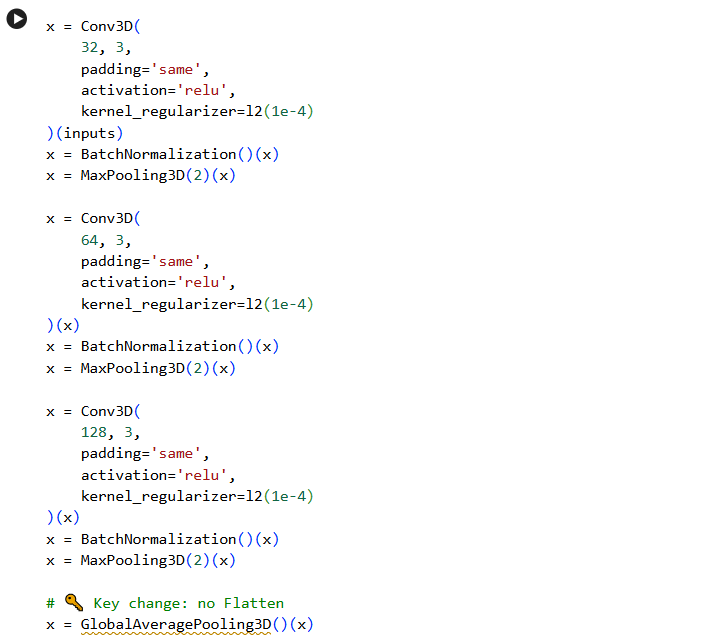 x = Conv3D(
    32, 3,
    padding='same',
    activation='relu',
    kernel_regularizer=l2(1e-4)
)(inputs)
x = BatchNormalization()(x)
x = MaxPooling3D(2)(x)

x = Conv3D(
    64, 3,
    padding='same',
    activation='relu',
    kernel_regularizer=l2(1e-4)
)(x)
x = BatchNormalization()(x)
x = MaxPooling3D(2)(x)

x = Conv3D(
    128, 3,
    padding='same',
    activation='relu',
    kernel_regularizer=l2(1e-4)
)(x)
x = BatchNormalization()(x)
x = MaxPooling3D(2)(x)

# 🔑 Key change: no Flatten
x = GlobalAveragePooling3D()(x)